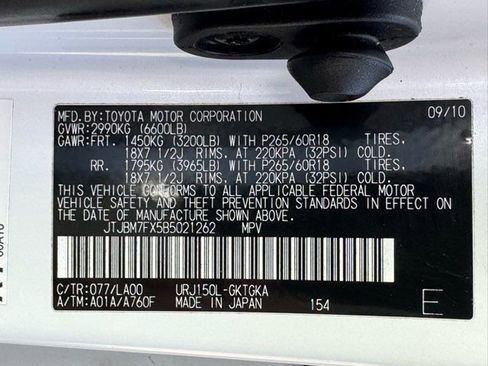 MFD.BY:TOYOTA MOTOR CORPORATION 09/10
GVWR:2990KG (6600LB)
GAWR:FRT. 1450KG (3200LB) WITH P265/60R18 TIRES.
18X7 1/2J RIMS. AT 220KPA (32PSI) COLD.
RR. 1795KG (3965LB) WITH P265/60R18 TIRES.
18X7 1/2J RIMS. AT 220KPA (32PSI) COLD.
THIS VEHICLE CONFORMS TO ALL APPLICABLE FEDERAL MOTOR
VEHICLE SAFETY AND THEFT PREVENTION STANDARDS IN EFFECT
ON THE DATE OF MANUFACTURE SHOWN ABOVE.
JTJBM7FX5B5021262 MPV
C/TR:077/LA00 URJ150L-GKTGKA
A/TM:A01A/A760F MADE IN JAPAN 154 E